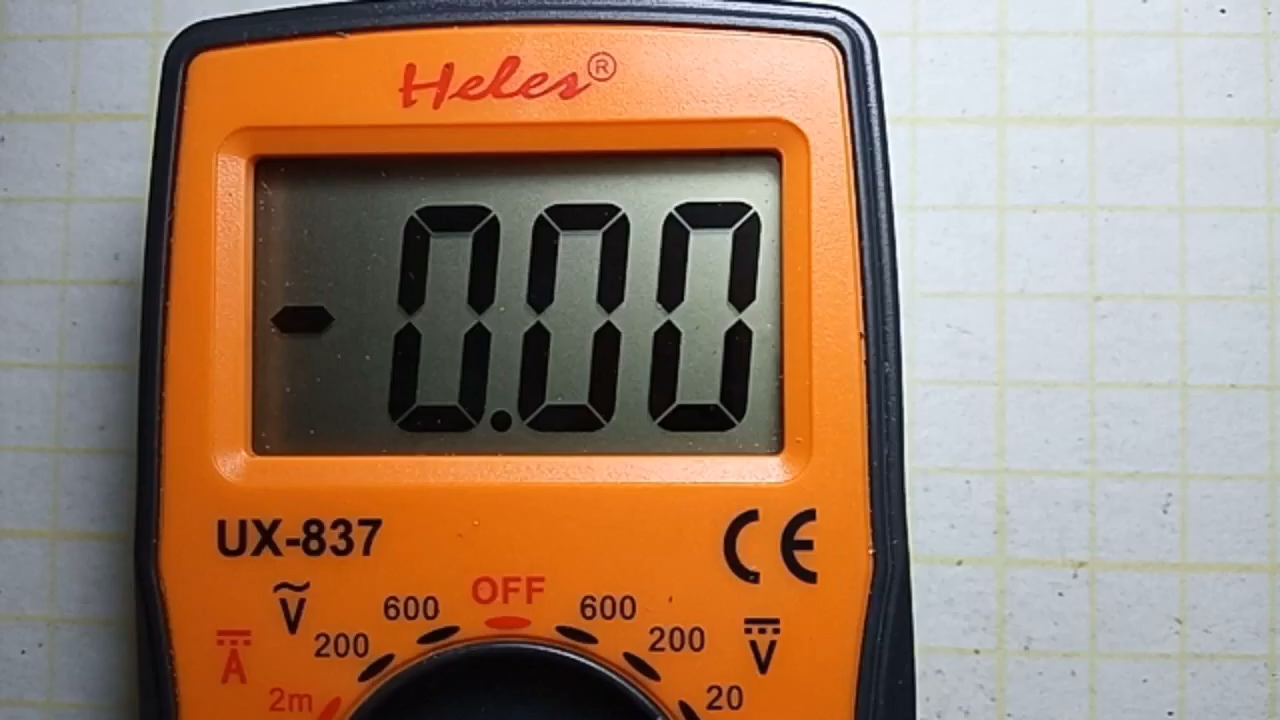 Heles®
-0.00
UX-837
CE
OFF
Ṽ 600 600
200 200 V
A
2m 20